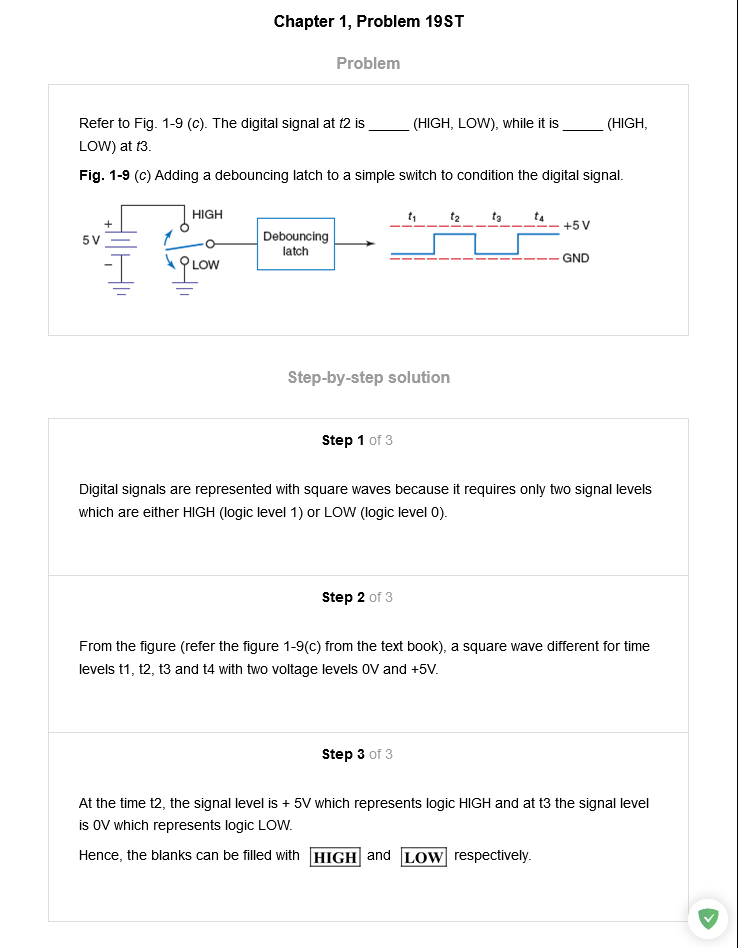 Chapter 1, Problem 19ST
Problem
Refer to Fig. 1-9 (c). The digital signal at t2 is _____ (HIGH, LOW), while it is _____ (HIGH,
LOW) at t3.
Fig. 1-9 (c) Adding a debouncing latch to a simple switch to condition the digital signal.
5 V
+
−
HIGH
LOW
Debouncing
latch
t1 t2 t3 t4
+5 V
GND
Step-by-step solution
Step 1 of 3
Digital signals are represented with square waves because it requires only two signal levels
which are either HIGH (logic level 1) or LOW (logic level 0).
Step 2 of 3
From the figure (refer the figure 1-9(c) from the text book), a square wave different for time
levels t1, t2, t3 and t4 with two voltage levels 0V and +5V.
Step 3 of 3
At the time t2, the signal level is + 5V which represents logic HIGH and at t3 the signal level
is 0V which represents logic LOW.
Hence, the blanks can be filled with HIGH and LOW respectively.